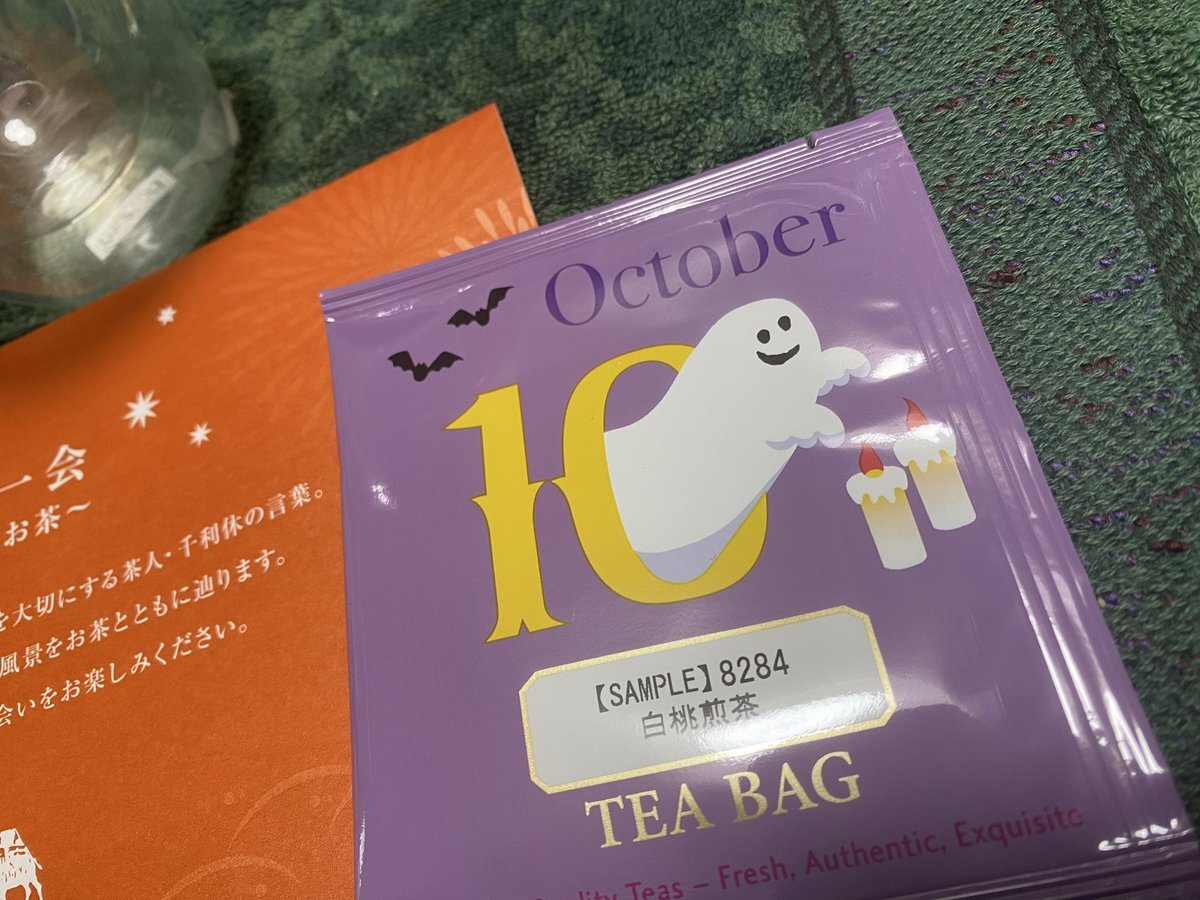 October
10
【SAMPLE】8284
白桃煎茶
TEA BAG
Teas – Fresh, Authentic, Exquisite
一会
お茶〜
を大切にする茶人・千利休の言葉。
風景をお茶とともに辿ります。
会いをお楽しみください。